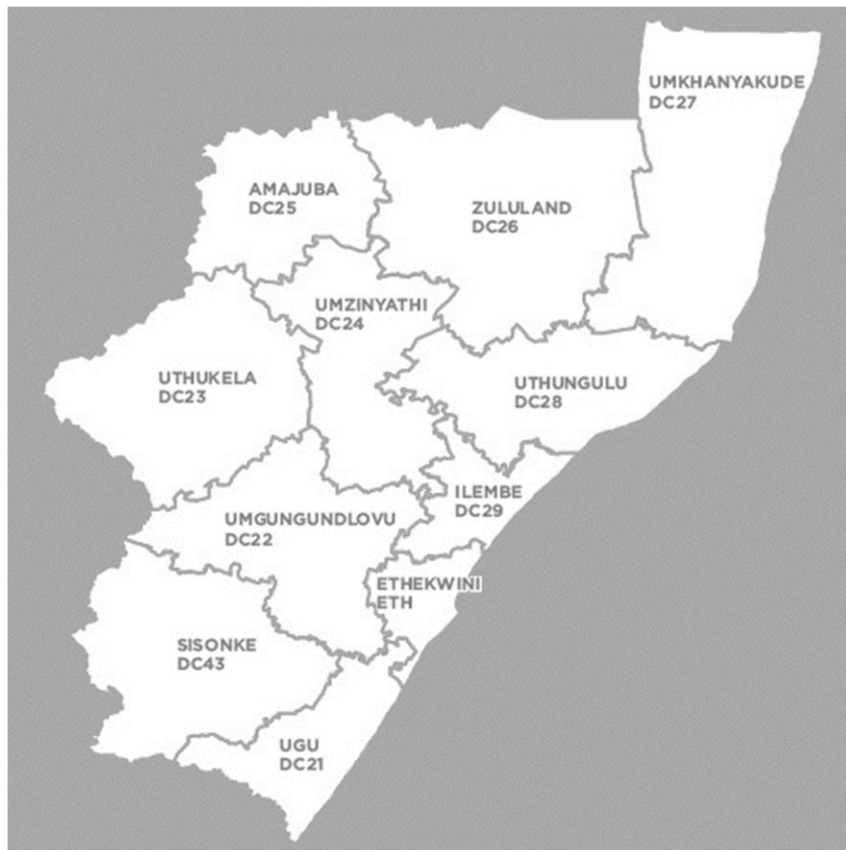 UMKHANYAKUDE
DC27
AMAJUBA
DC25
ZULULAND
DC26
UMZINYATHI
DC24
UTHUKELA
DC23
UTHUNGULU
DC28
ILEMBE
DC29
UMGUNGUNDLOVU
DC22
ETHEKWINI
ETH
SISONKE
DC43
UGU
DC21